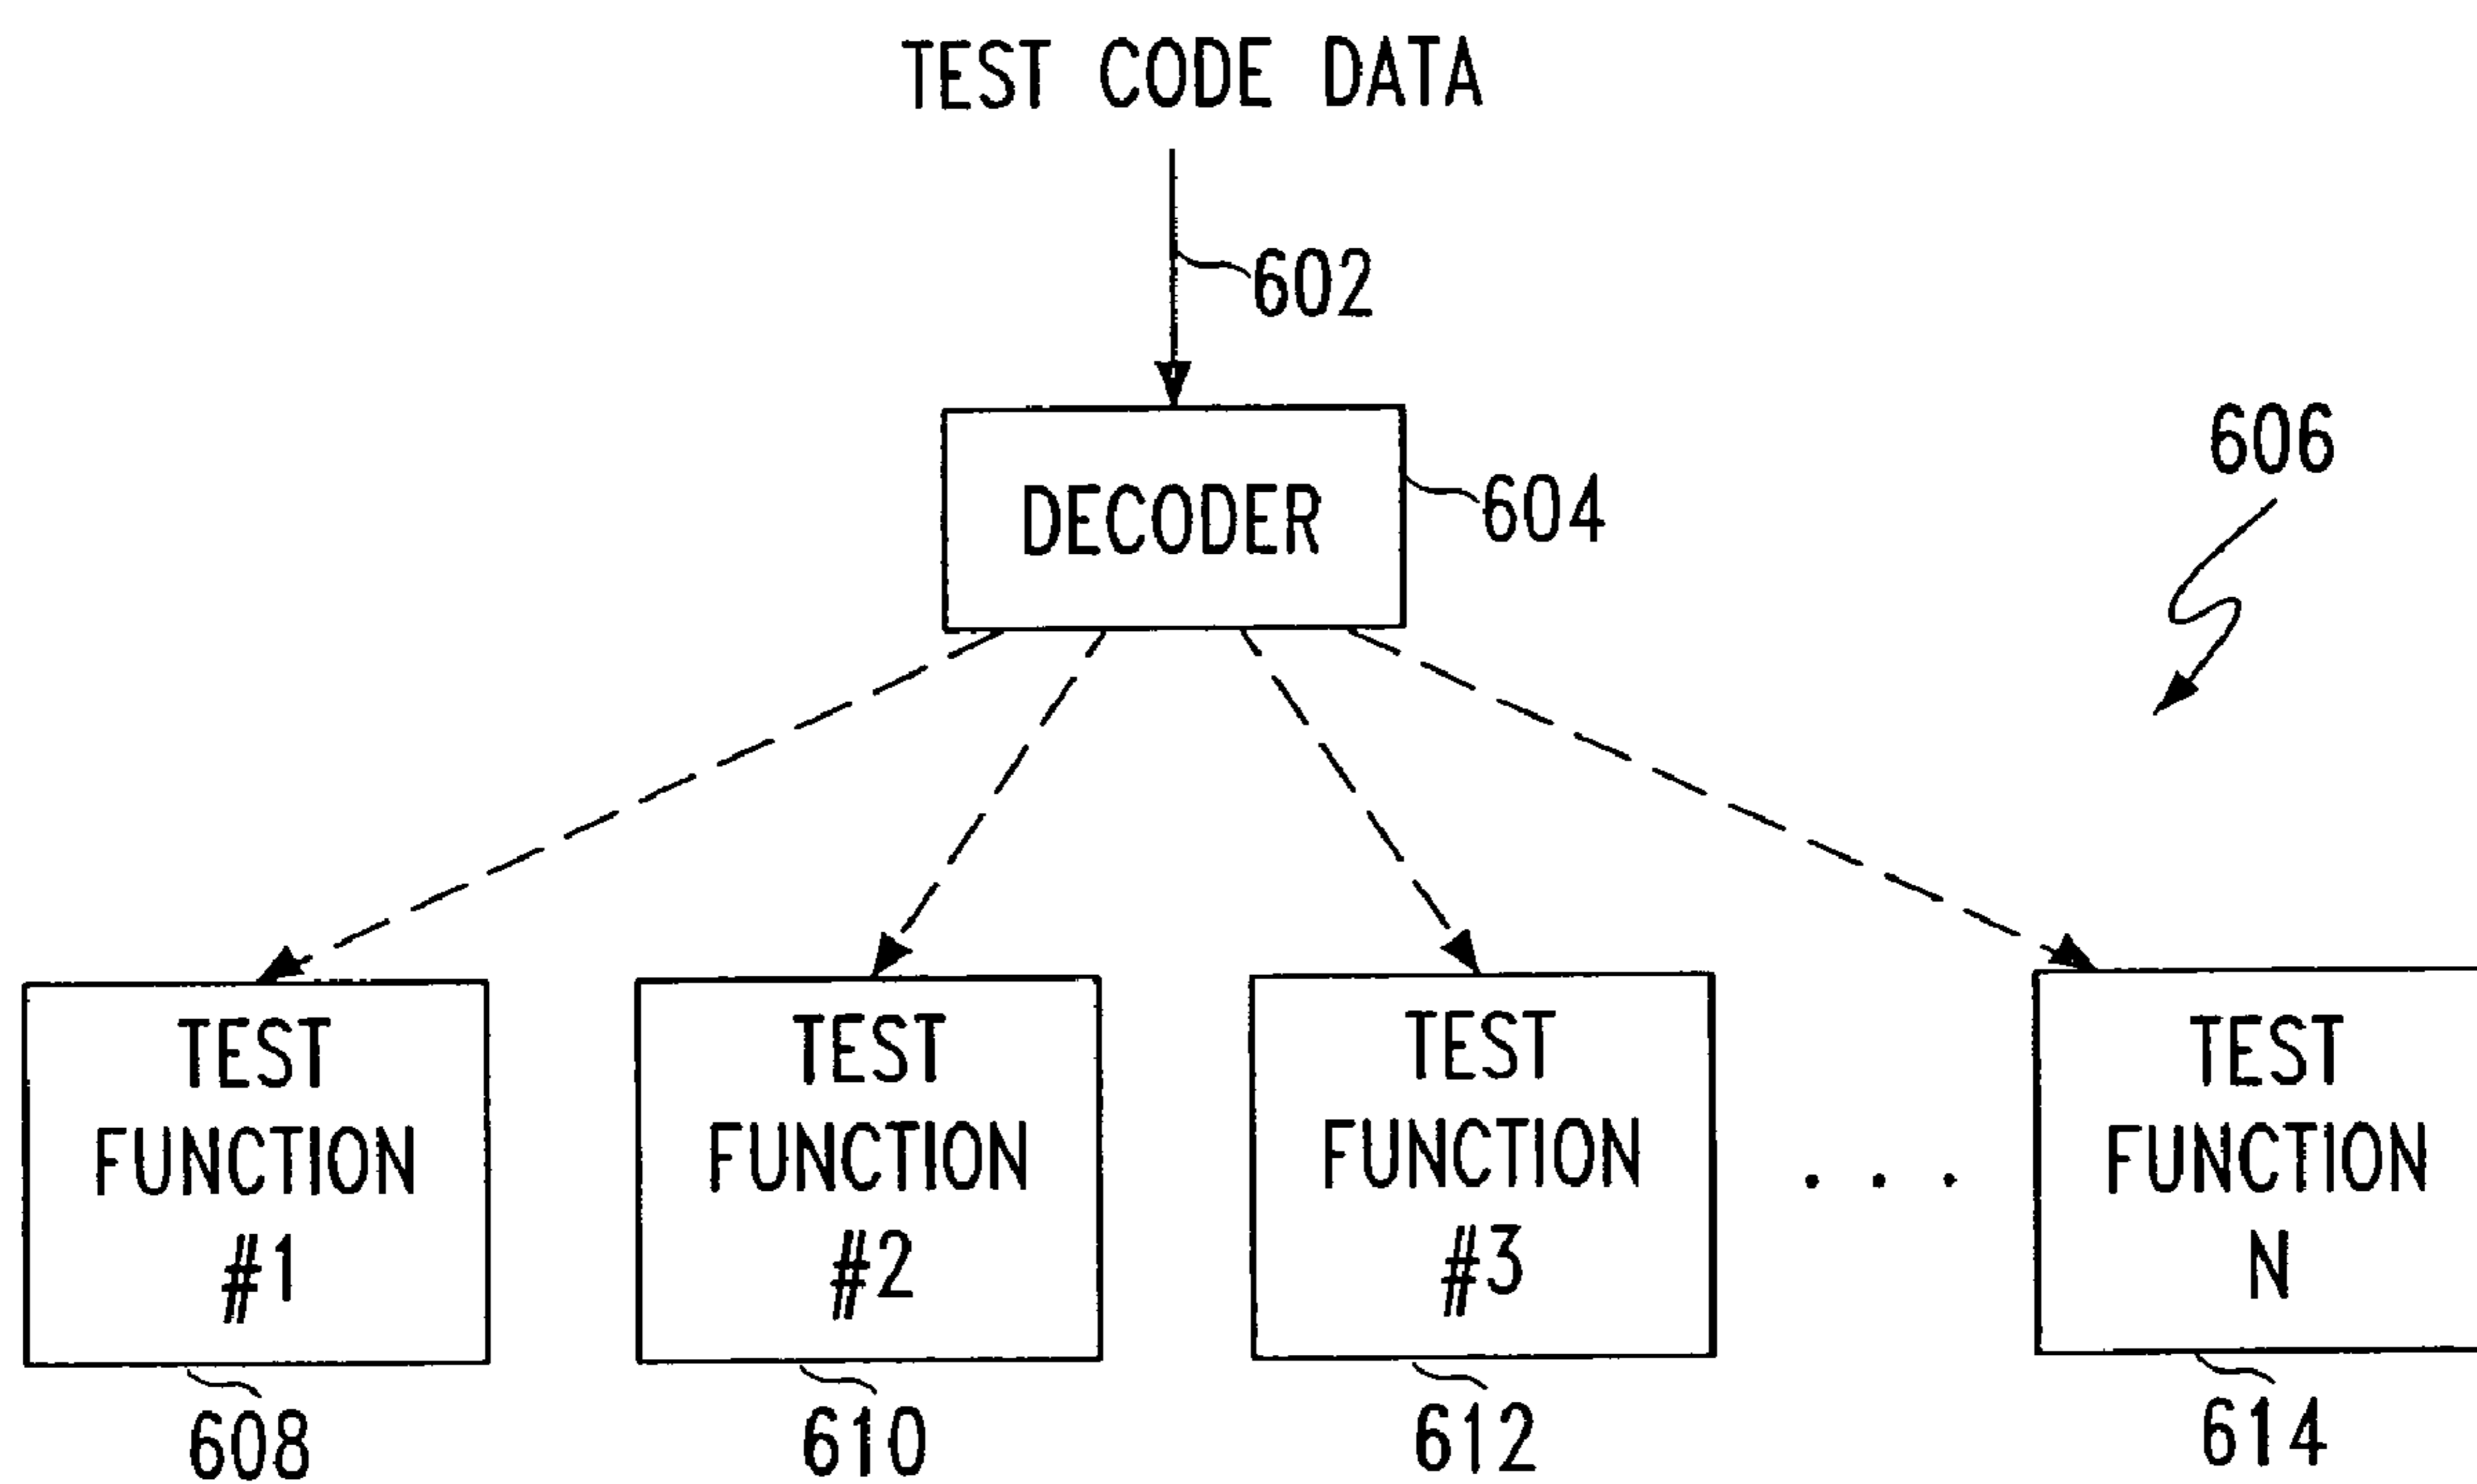 TEST CODE DATA
602
DECODER
604
606
TEST
FUNCTION
#1
TEST
FUNCTION
#2
TEST
FUNCTION
#3
. . .
TEST
FUNCTION
N
608
610
612
614